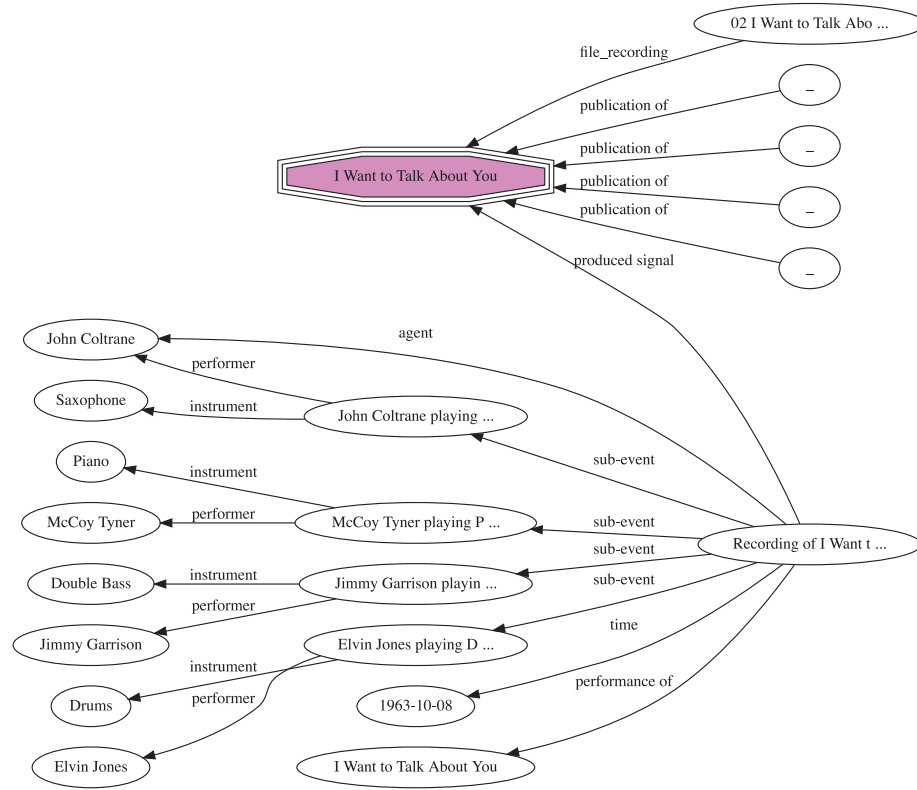 02 I Want to Talk Abo ...
file_recording
_
publication of
_
publication of
I Want to Talk About You
publication of
_
publication of
_
produced signal
John Coltrane
agent
performer
Saxophone
instrument
John Coltrane playing ...
Piano
instrument
sub-event
McCoy Tyner
performer
McCoy Tyner playing P ...
sub-event
Recording of I Want t ...
sub-event
Double Bass
instrument
Jimmy Garrison playin ...
sub-event
performer
Jimmy Garrison
Elvin Jones playing D ...
time
instrument
performer
Drums
1963-10-08
performance of
Elvin Jones
I Want to Talk About You